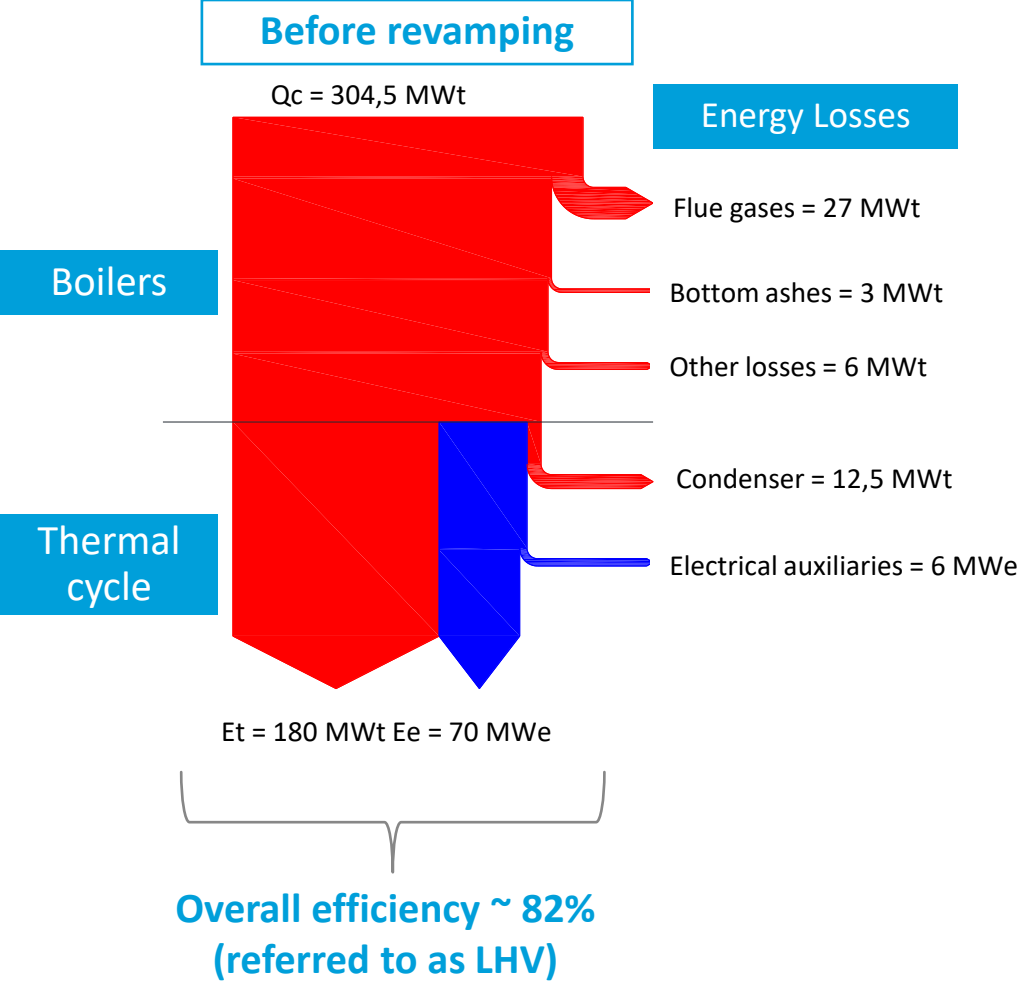 Before revamping
Qc = 304,5 MWt
Energy Losses
Flue gases = 27 MWt
Boilers
Bottom ashes = 3 MWt
Other losses = 6 MWt
Condenser = 12,5 MWt
Thermal
cycle
Electrical auxiliaries = 6 MWe
Et = 180 MWt Ee = 70 MWe
Overall efficiency ~ 82%
(referred to as LHV)